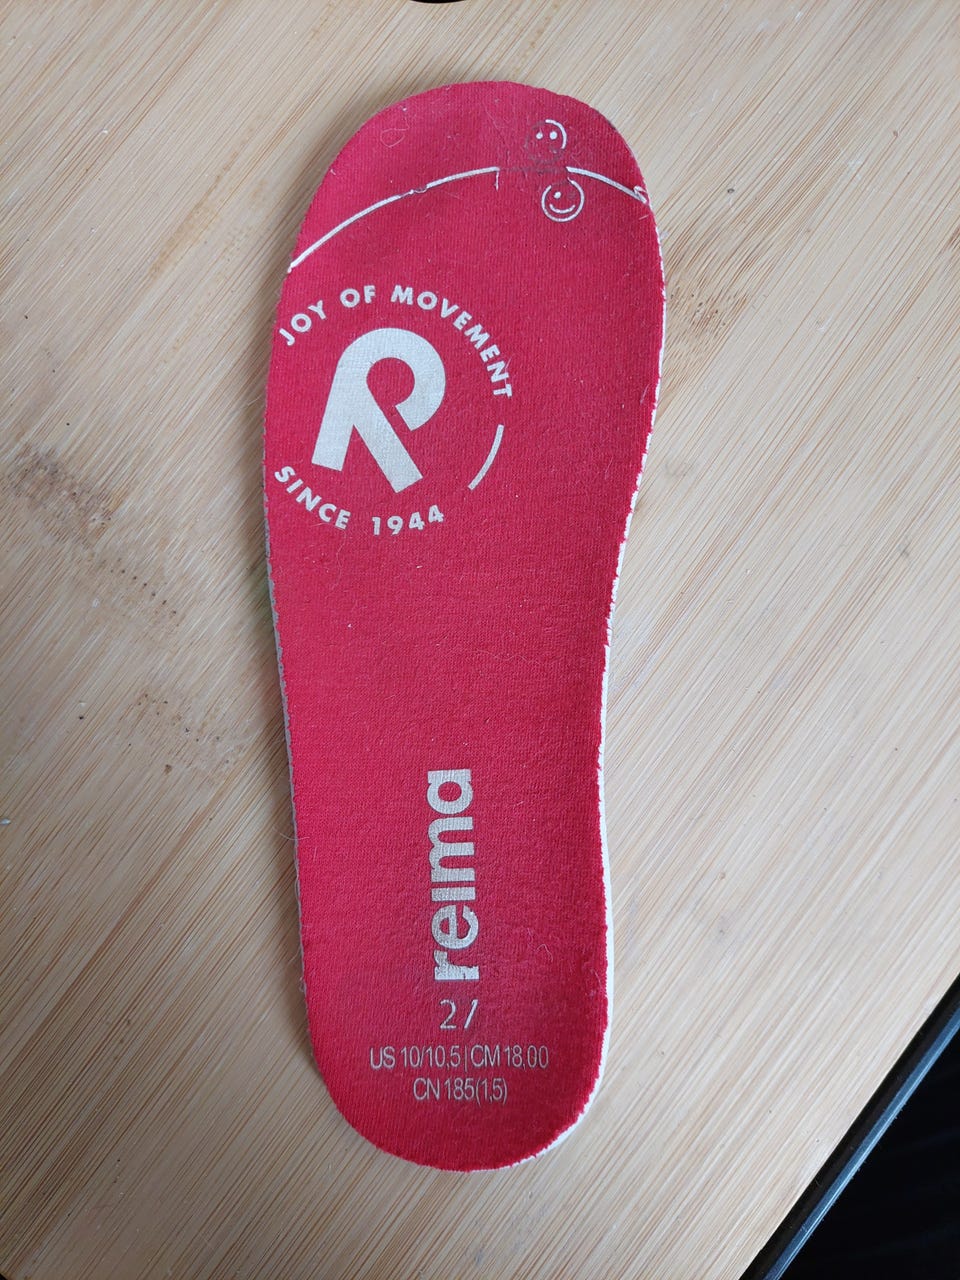 JOY OF MOVEMENT
R
SINCE 1944
reima
27
US 10/10,5 | CM 18,00
CN 185(1,5)